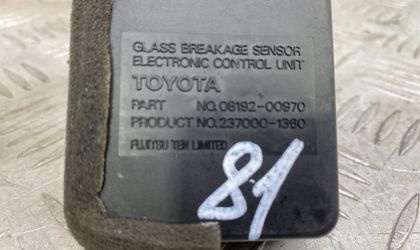 GLASS BREAKAGE SENSOR
ELECTRONIC CONTROL UNIT
TOYOTA
PART NO. 08192-00970
PRODUCT NO. 237000-1360
FUJITSU TEN LIMITED
81